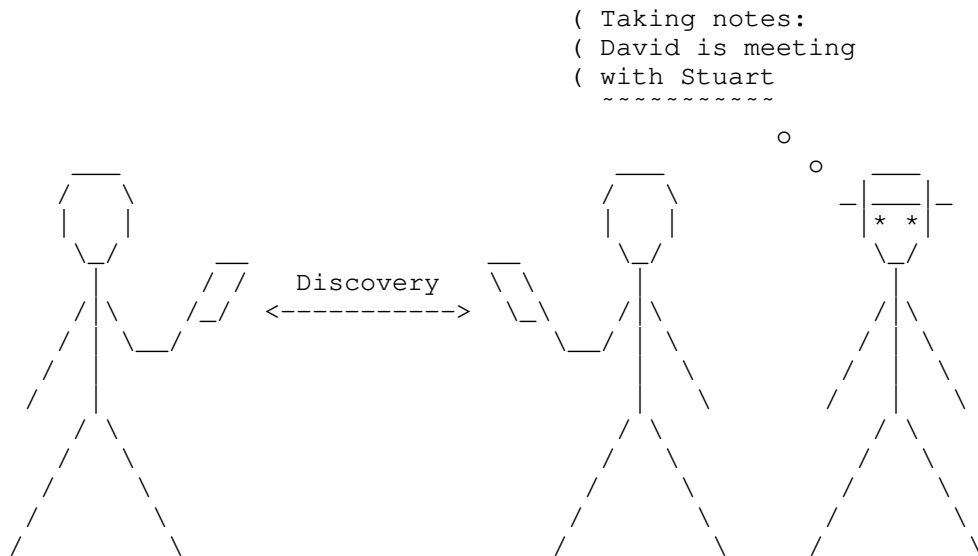 ( Taking notes:
( David is meeting
( with Stuart
~~~~~~~~~~~
Discovery
<----------->